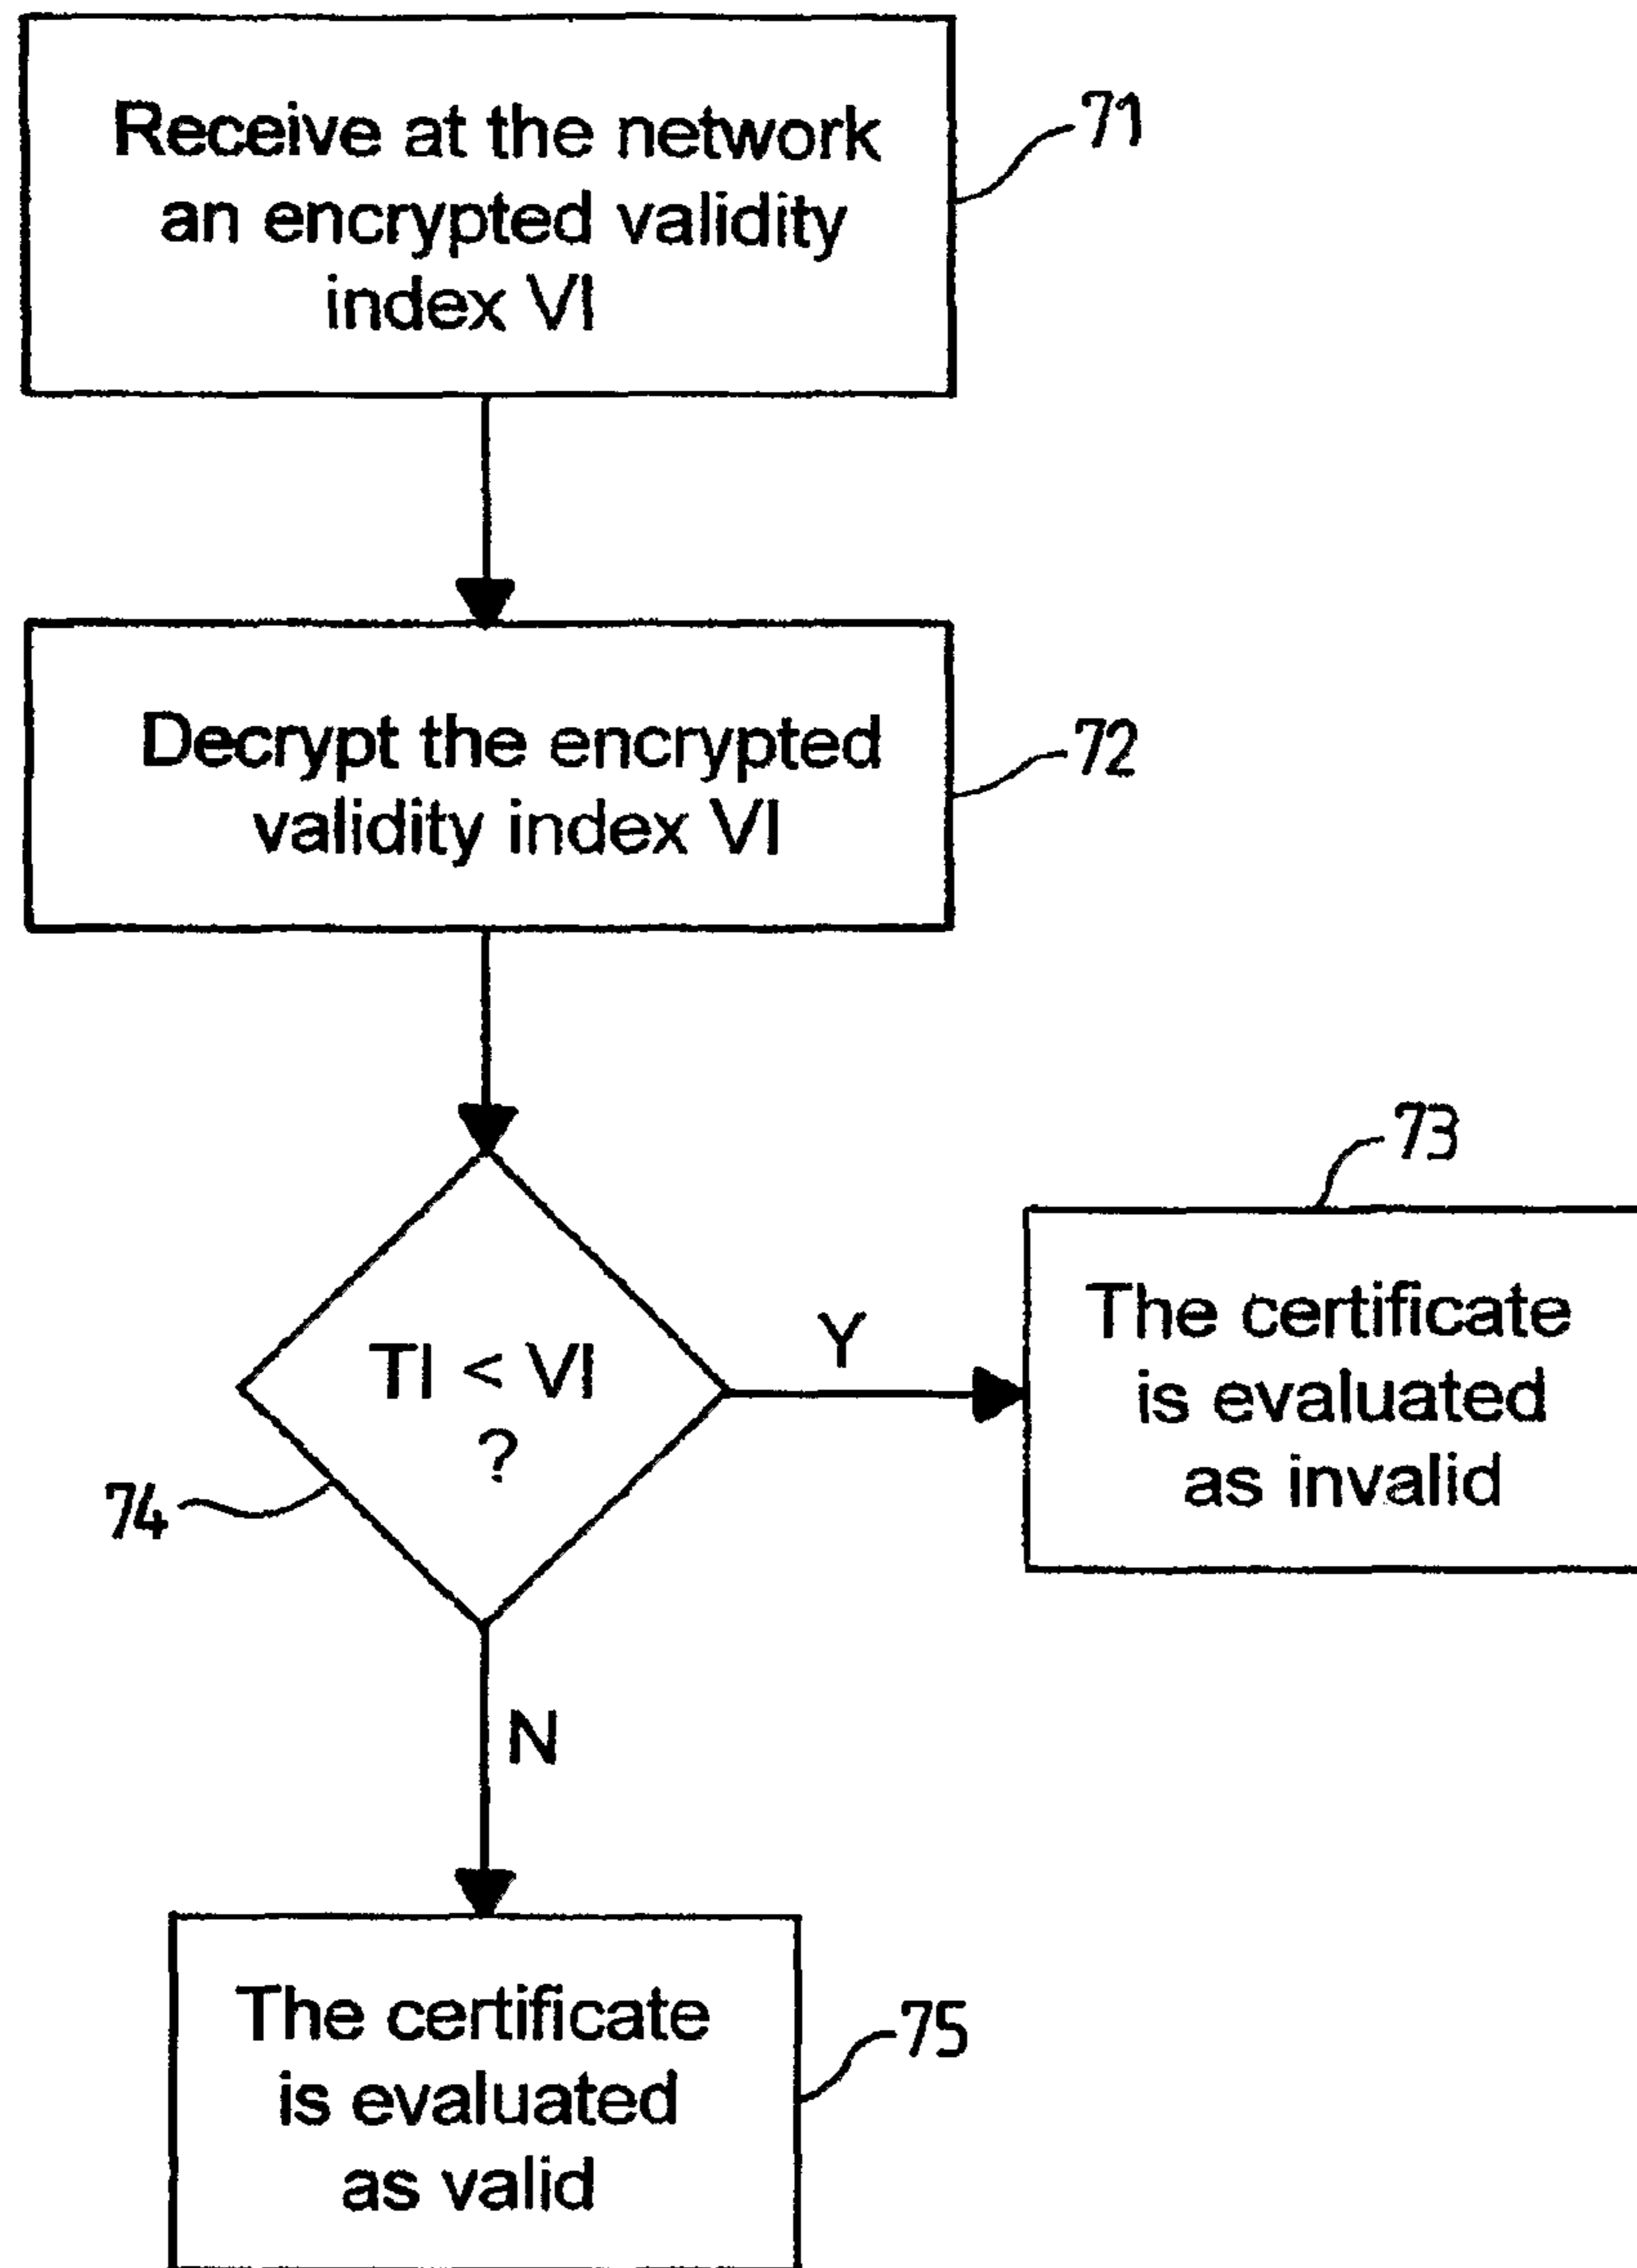 Receive at the network
an encrypted validity
index VI
71
Decrypt the encrypted
validity index VI
72
73
TI < VI
?
Y
The certificate
is evaluated
as invalid
74
N
The certificate
is evaluated
as valid
75